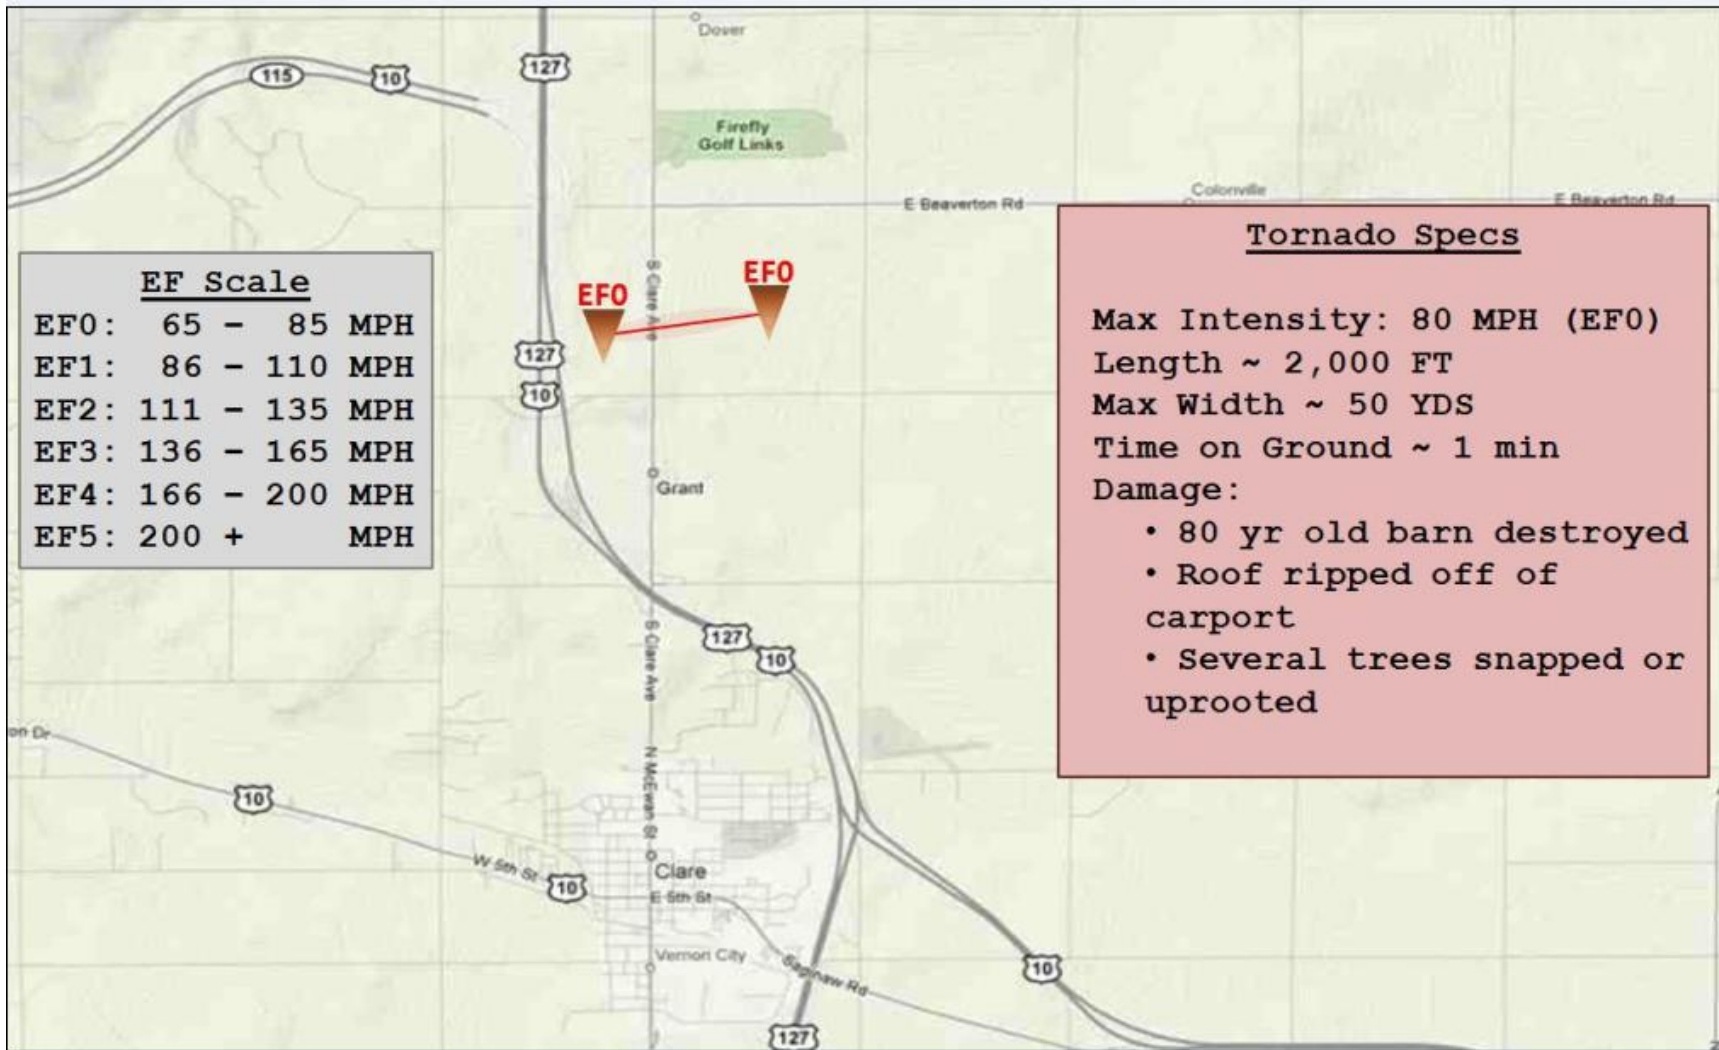 Dover
127
115
10
Firefly
Golf Links
Colonville
E Beaverton Rd
E Beaverton Rd
EF Scale
EF0: 65 - 85 MPH
EF1: 86 - 110 MPH
EF2: 111 - 135 MPH
EF3: 136 - 165 MPH
EF4: 166 - 200 MPH
EF5: 200 + MPH
S Clare Ave
EF0
EF0
127
10
Tornado Specs
Max Intensity: 80 MPH (EF0)
Length ~ 2,000 FT
Max Width ~ 50 YDS
Time on Ground ~ 1 min
Damage:
• 80 yr old barn destroyed
• Roof ripped off of
carport
• Several trees snapped or
uprooted
Grant
127
10
S Clare Ave
on Dr
10
N McEwan St
W 5th St
10
Clare
E 5th St
Vernon City
Saginaw Rd
10
127